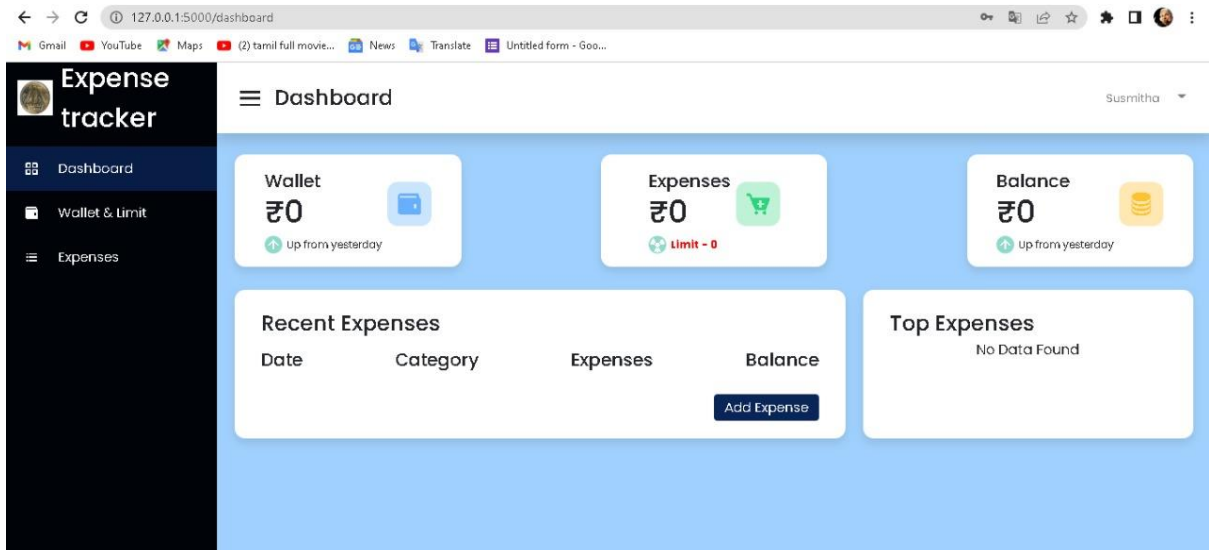 127.0.0.1:5000/dashboard
Gmail YouTube Maps (2) tamil full movie... News Translate Untitled form - Goo...
Expense
tracker
Dashboard
Susmitha
Dashboard
Wallet & Limit
Expenses
Wallet
₹0
Up from yesterday
Expenses
₹0
Limit - 0
Balance
₹0
Up from yesterday
Recent Expenses
Date Category Expenses Balance
Add Expense
Top Expenses
No Data Found